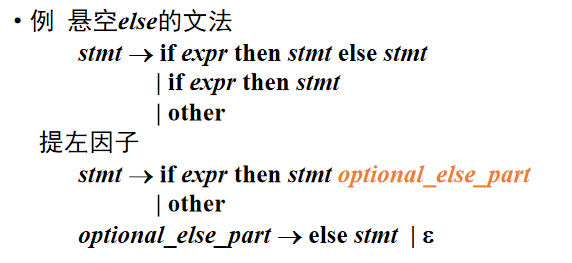 • 例 悬空else的文法
stmt → if expr then stmt else stmt
| if expr then stmt
| other
提左因子
stmt → if expr then stmt optional_else_part
| other
optional_else_part → else stmt | ε